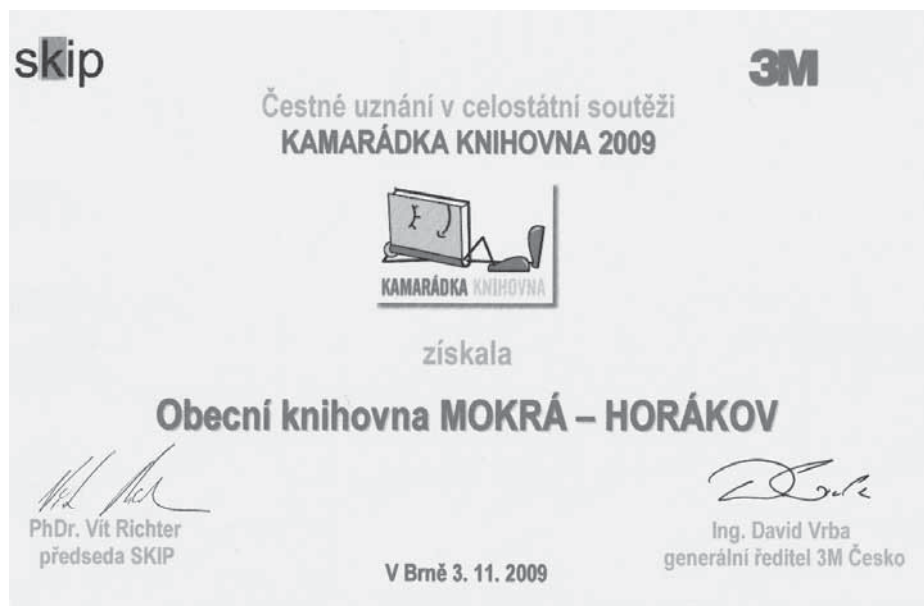 skip
3M
Čestné uznání v celostátní soutěži
KAMARÁDKA KNIHOVNA 2009
KAMARÁDKA KNIHOVNA
získala
Obecní knihovna MOKRÁ – HORÁKOV
PhDr. Vít Richter
předseda SKIP
Ing. David Vrba
generální ředitel 3M Česko
V Brně 3. 11. 2009